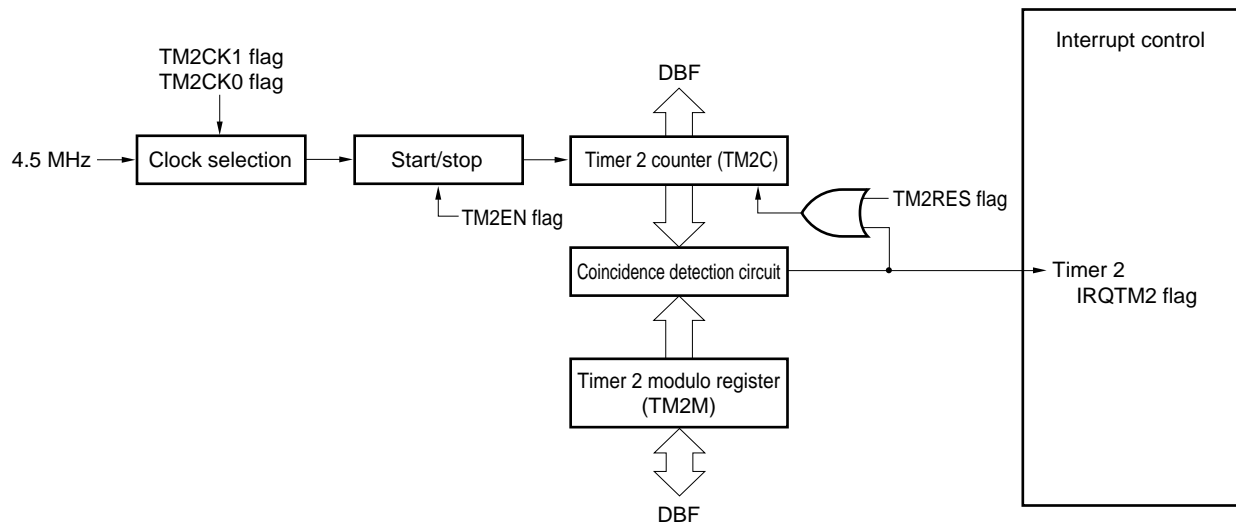 Interrupt control
TM2CK1 flag
TM2CK0 flag
DBF
4.5 MHz
Clock selection
Start/stop
Timer 2 counter (TM2C)
TM2EN flag
TM2RES flag
Coincidence detection circuit
Timer 2
IRQTM2 flag
Timer 2 modulo register
(TM2M)
DBF